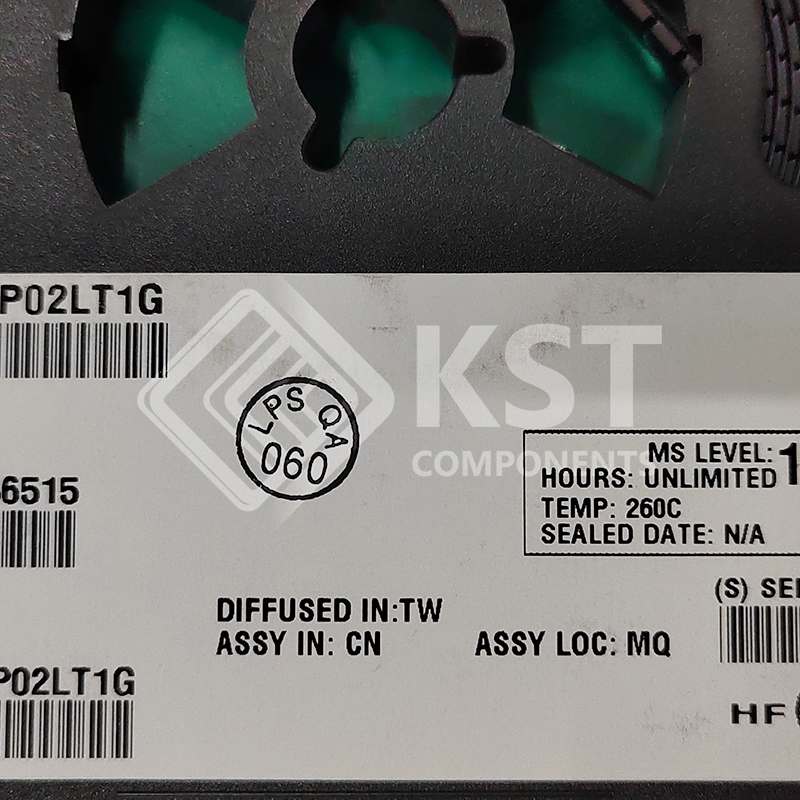 P02LT1G
KST
COMPONENTS
LPS QA
060
MS LEVEL: 1
HOURS: UNLIMITED
TEMP: 260C
SEALED DATE: N/A
6515
DIFFUSED IN:TW
ASSY IN: CN
ASSY LOC: MQ
(S) SE
P02LT1G
HF